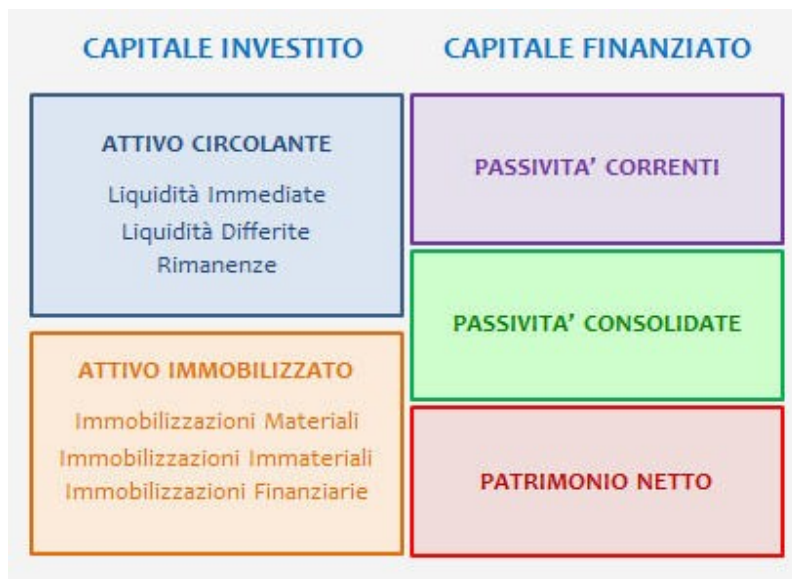 CAPITALE INVESTITO
ATTIVO CIRCOLANTE
Liquidità Immediate
Liquidità Differite
Rimanenze
ATTIVO IMMOBILIZZATO
Immobilizzazioni Materiali
Immobilizzazioni Immateriali
Immobilizzazioni Finanziarie
CAPITALE FINANZIATO
PASSIVITA’ CORRENTI
PASSIVITA’ CONSOLIDATE
PATRIMONIO NETTO